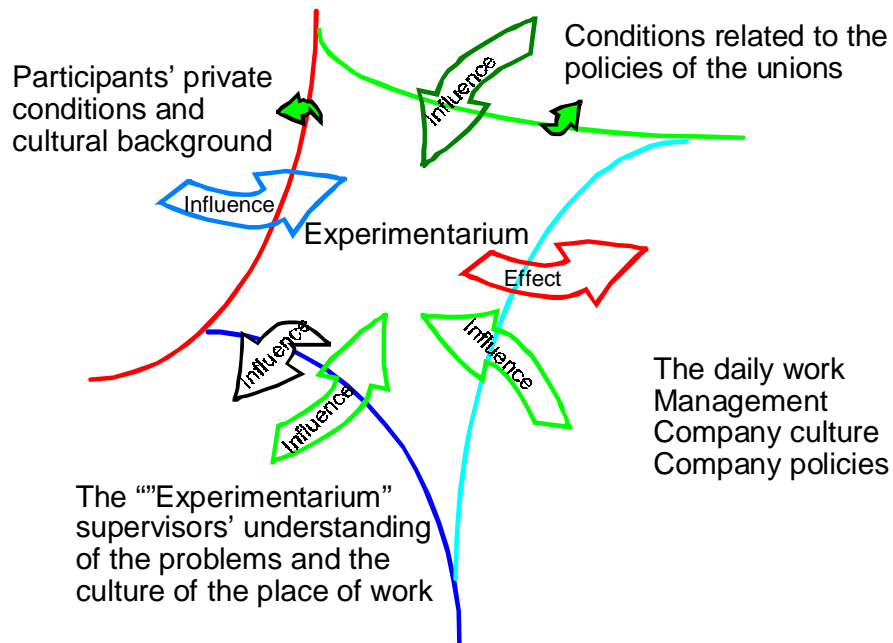 Conditions related to the
policies of the unions
Participants’ private
conditions and
cultural background
Influence
Influence
Experimentarium
Effect
Influence
Influence
Influence
The daily work
Management
Company culture
Company policies
The “”Experimentarium”
supervisors’ understanding
of the problems and the
culture of the place of work